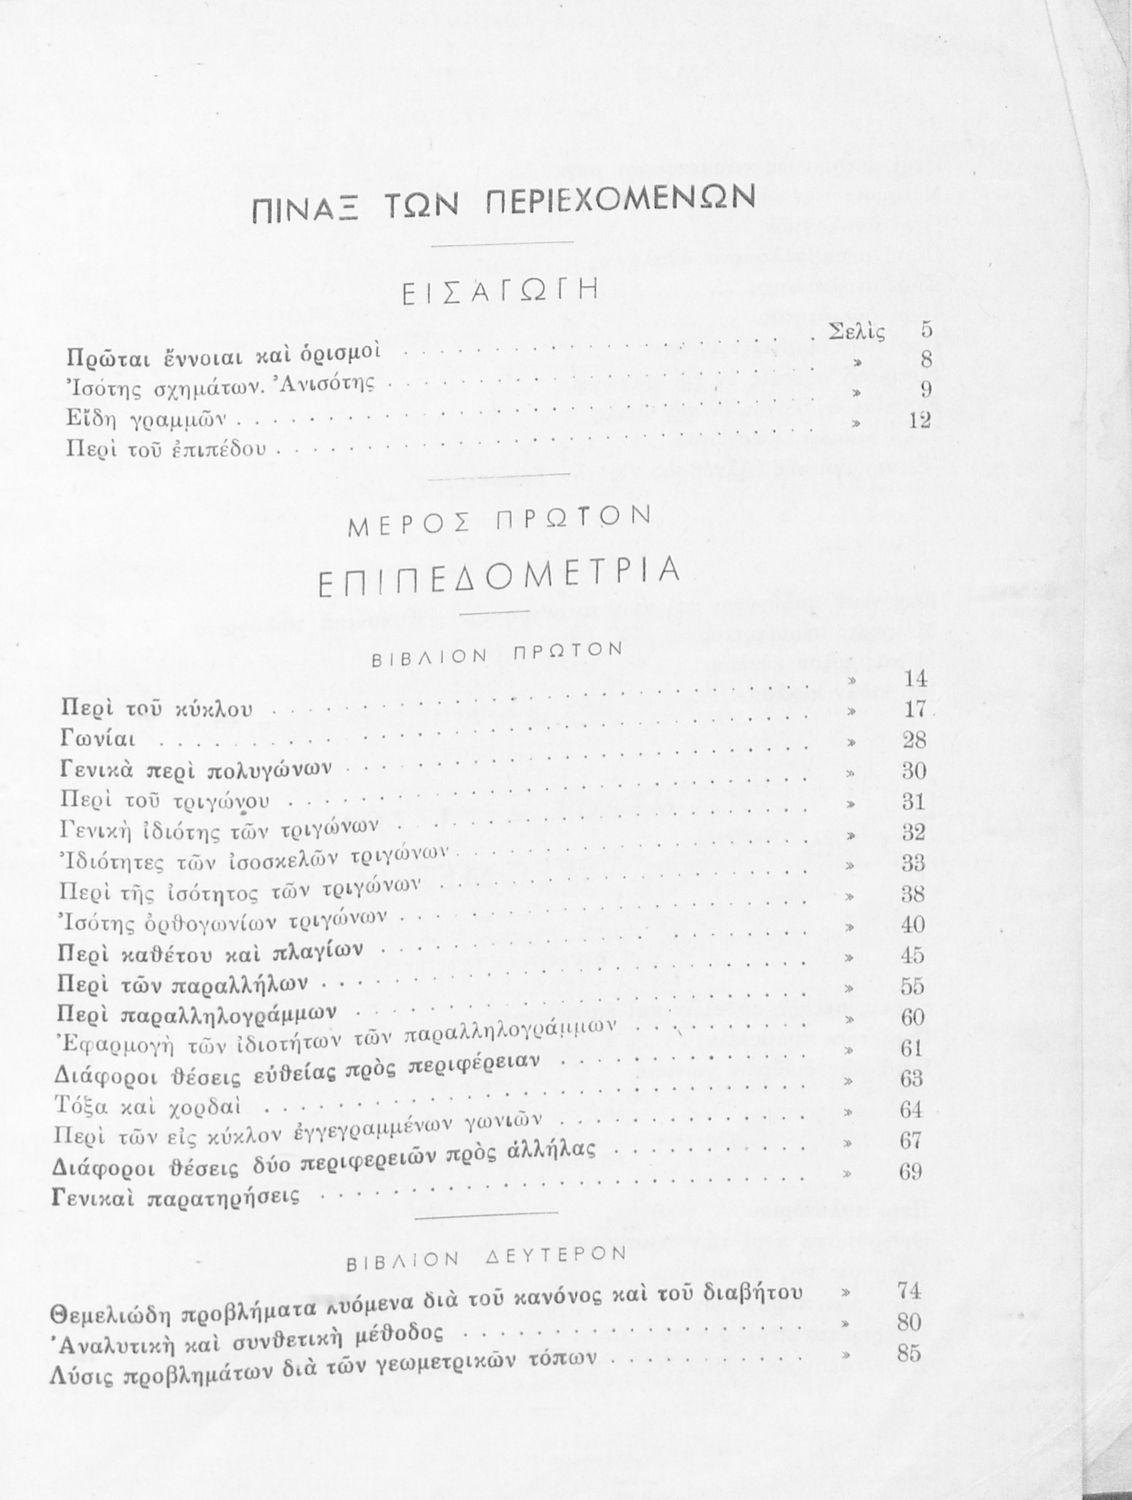 ΠΙΝΑΞ ΤΩΝ ΠΕΡΙΕΧΟΜΕΝΩΝ
ΕΙΣΑΓΩΓΗ
Πρῶται ἔννοιαι καὶ ὁρισμοὶ . . . . . . . . . . . . . . . . Σελὶς 5
Ἰσότης σχημάτων. Ἀνισότης . . . . . . . . . . . . . . . . » 8
Εἴδη γραμμῶν . . . . . . . . . . . . . . . . » 9
Περὶ τοῦ ἐπιπέδου . . . . . . . . . . . . . . . . » 12
ΜΕΡΟΣ ΠΡΩΤΟΝ
ΕΠΙΠΕΔΟΜΕΤΡΙΑ
ΒΙΒΛΙΟΝ ΠΡΩΤΟΝ
Περὶ τοῦ κύκλου . . . . . . . . . . . . . . . . » 14
Γωνίαι . . . . . . . . . . . . . . . . » 17
Γενικὰ περὶ πολυγώνων . . . . . . . . . . . . . . . . » 28
Περὶ τοῦ τριγώνου . . . . . . . . . . . . . . . . » 30
Γενικὴ ἰδιότης τῶν τριγώνων . . . . . . . . . . . . . . . . » 31
Ἰδιότητες τῶν ἰσοσκελῶν τριγώνων . . . . . . . . . . . . . . . . » 32
Περὶ τῆς ἰσότητος τῶν τριγώνων . . . . . . . . . . . . . . . . » 33
Ἰσότης ὀρθογωνίων τριγώνων . . . . . . . . . . . . . . . . » 38
Περὶ καθέτου καὶ πλαγίων . . . . . . . . . . . . . . . . » 40
Περὶ τῶν παραλλήλων . . . . . . . . . . . . . . . . » 45
Περὶ παραλληλογράμμων . . . . . . . . . . . . . . . . » 55
Ἐφαρμογὴ τῶν ἰδιοτήτων τῶν παραλληλογράμμων . . . . . . . . » 60
Διάφοροι θέσεις εὐθείας πρὸς περιφέρειαν . . . . . . . . . . » 61
Τόξα καὶ χορδαὶ . . . . . . . . . . . . . . . . » 63
Περὶ τῶν εἰς κύκλον ἐγγεγραμμένων γωνιῶν . . . . . . . . . . » 64
Διάφοροι θέσεις δύο περιφερειῶν πρὸς ἀλλήλας . . . . . . . . » 67
Γενικαὶ παρατηρήσεις . . . . . . . . . . . . . . . . » 69
ΒΙΒΛΙΟΝ ΔΕΥΤΕΡΟΝ
Θεμελιώδη προβλήματα λυόμενα διὰ τοῦ κανόνος καὶ τοῦ διαβήτου » 74
Ἀναλυτικὴ καὶ συνθετικὴ μέθοδος . . . . . . . . . . . . . . » 80
Λύσις προβλημάτων διὰ τῶν γεωμετρικῶν τόπων . . . . . . . . » 85